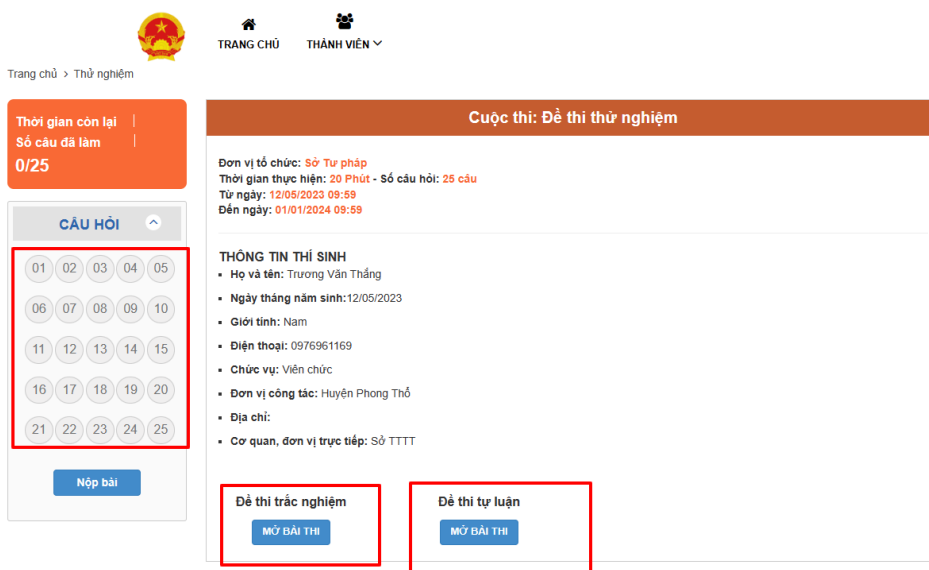 TRANG CHỦ
THÀNH VIÊN
Trang chủ > Thử nghiệm
Thời gian còn lại
Số câu đã làm
0/25
CÂU HỎI
01 02 03 04 05
06 07 08 09 10
11 12 13 14 15
16 17 18 19 20
21 22 23 24 25
Nộp bài
Cuộc thi: Đề thi thử nghiệm
Đơn vị tổ chức: Sở Tư pháp
Thời gian thực hiện: 20 Phút - Số câu hỏi: 25 câu
Từ ngày: 12/05/2023 09:59
Đến ngày: 01/01/2024 09:59
THÔNG TIN THÍ SINH
Họ và tên: Trương Văn Thắng
Ngày tháng năm sinh:12/05/2023
Giới tính: Nam
Điện thoại: 0976961169
Chức vụ: Viên chức
Đơn vị công tác: Huyện Phong Thổ
Địa chỉ:
Cơ quan, đơn vị trực tiếp: Sở TTTT
Đề thi trắc nghiệm
MỞ BÀI THI
Đề thi tự luận
MỞ BÀI THI